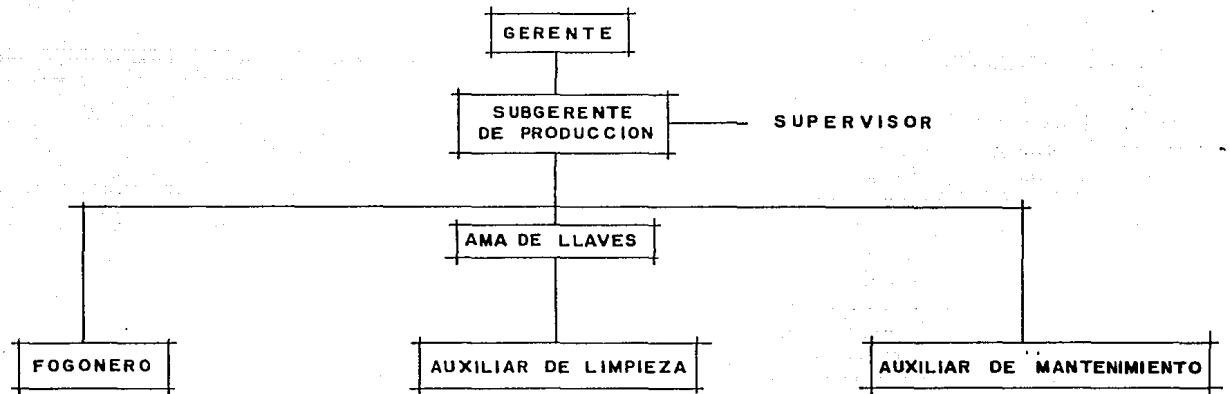 GERENTE
SUBGERENTE
DE PRODUCCION
SUPERVISOR
AMA DE LLAVES
FOGONERO
AUXILIAR DE LIMPIEZA
AUXILIAR DE MANTENIMIENTO